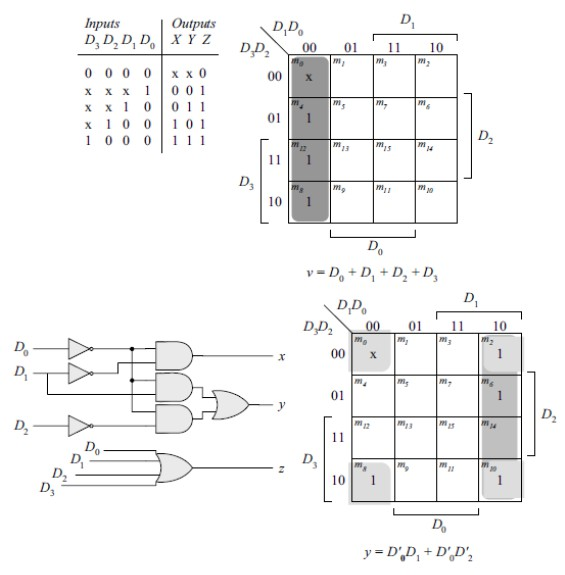 Inputs Outputs
D3 D2 D1 D0 X Y Z
0 0 0 0 x x 0
x x x 1 0 0 1
x x 1 0 0 1 1
x 1 0 0 1 0 1
1 0 0 0 1 1 1
D1D0
D1
D3D2
00 01 11 10
00 m0 x m1 m3 m2
01 m4 1 m5 m7 m6
D2
11 m12 1 m13 m15 m14
D3
10 m8 1 m9 m11 m10
D0
v = D0 + D1 + D2 + D3
D0
x
D1
y
D2
D0
D1
D2
D3
z
D1D0
D1
D3D2
00 01 11 10
00 m0 x m1 m3 m2 1
01 m4 m5 m7 m6 1
D2
11 m12 m13 m15 m14
D3
10 m8 1 m9 m11 m10 1
D0
y = D'0D1 + D'0D'2